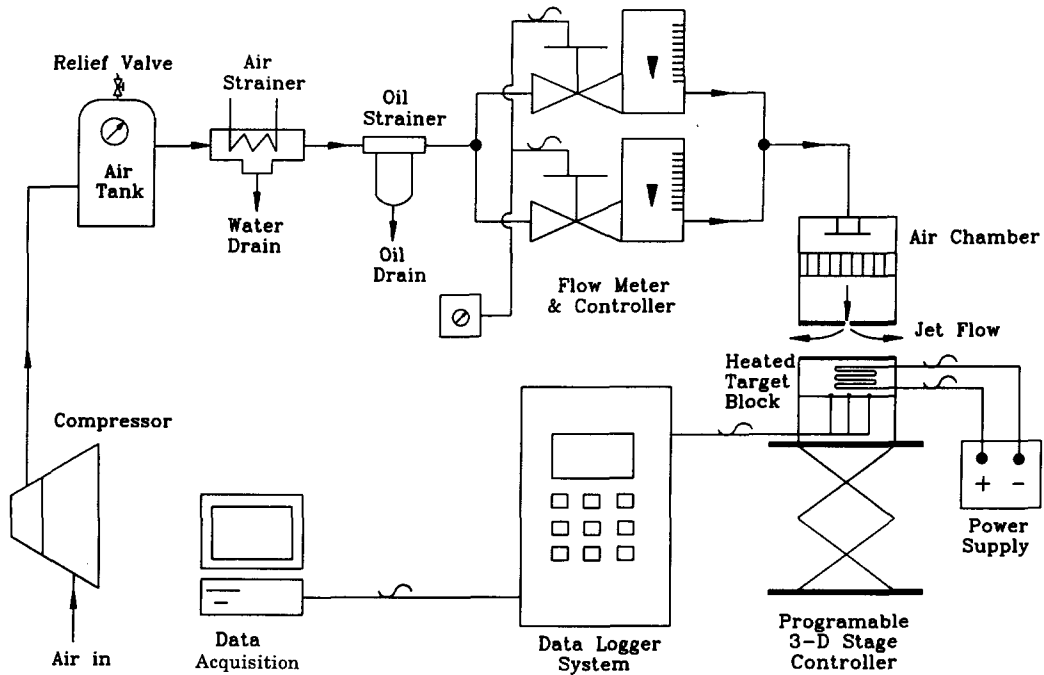 Relief Valve
Air
Strainer
Oil
Strainer
Air
Tank
Water
Drain
Oil
Drain
Flow Meter
& Controller
Air Chamber
Jet Flow
Heated
Target
Block
Compressor
+ −
Power
Supply
Data
Acquisition
Data Logger
System
Programable
3-D Stage
Controller
Air in